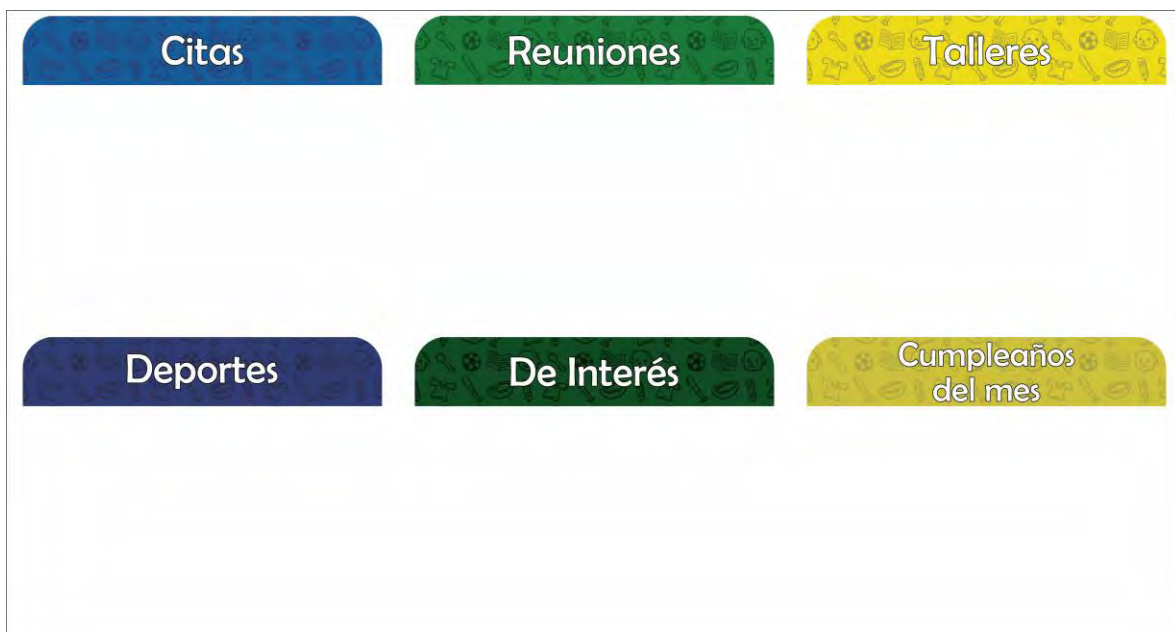 Citas
Reuniones
Talleres
Deportes
De Interés
Cumpleaños
del mes